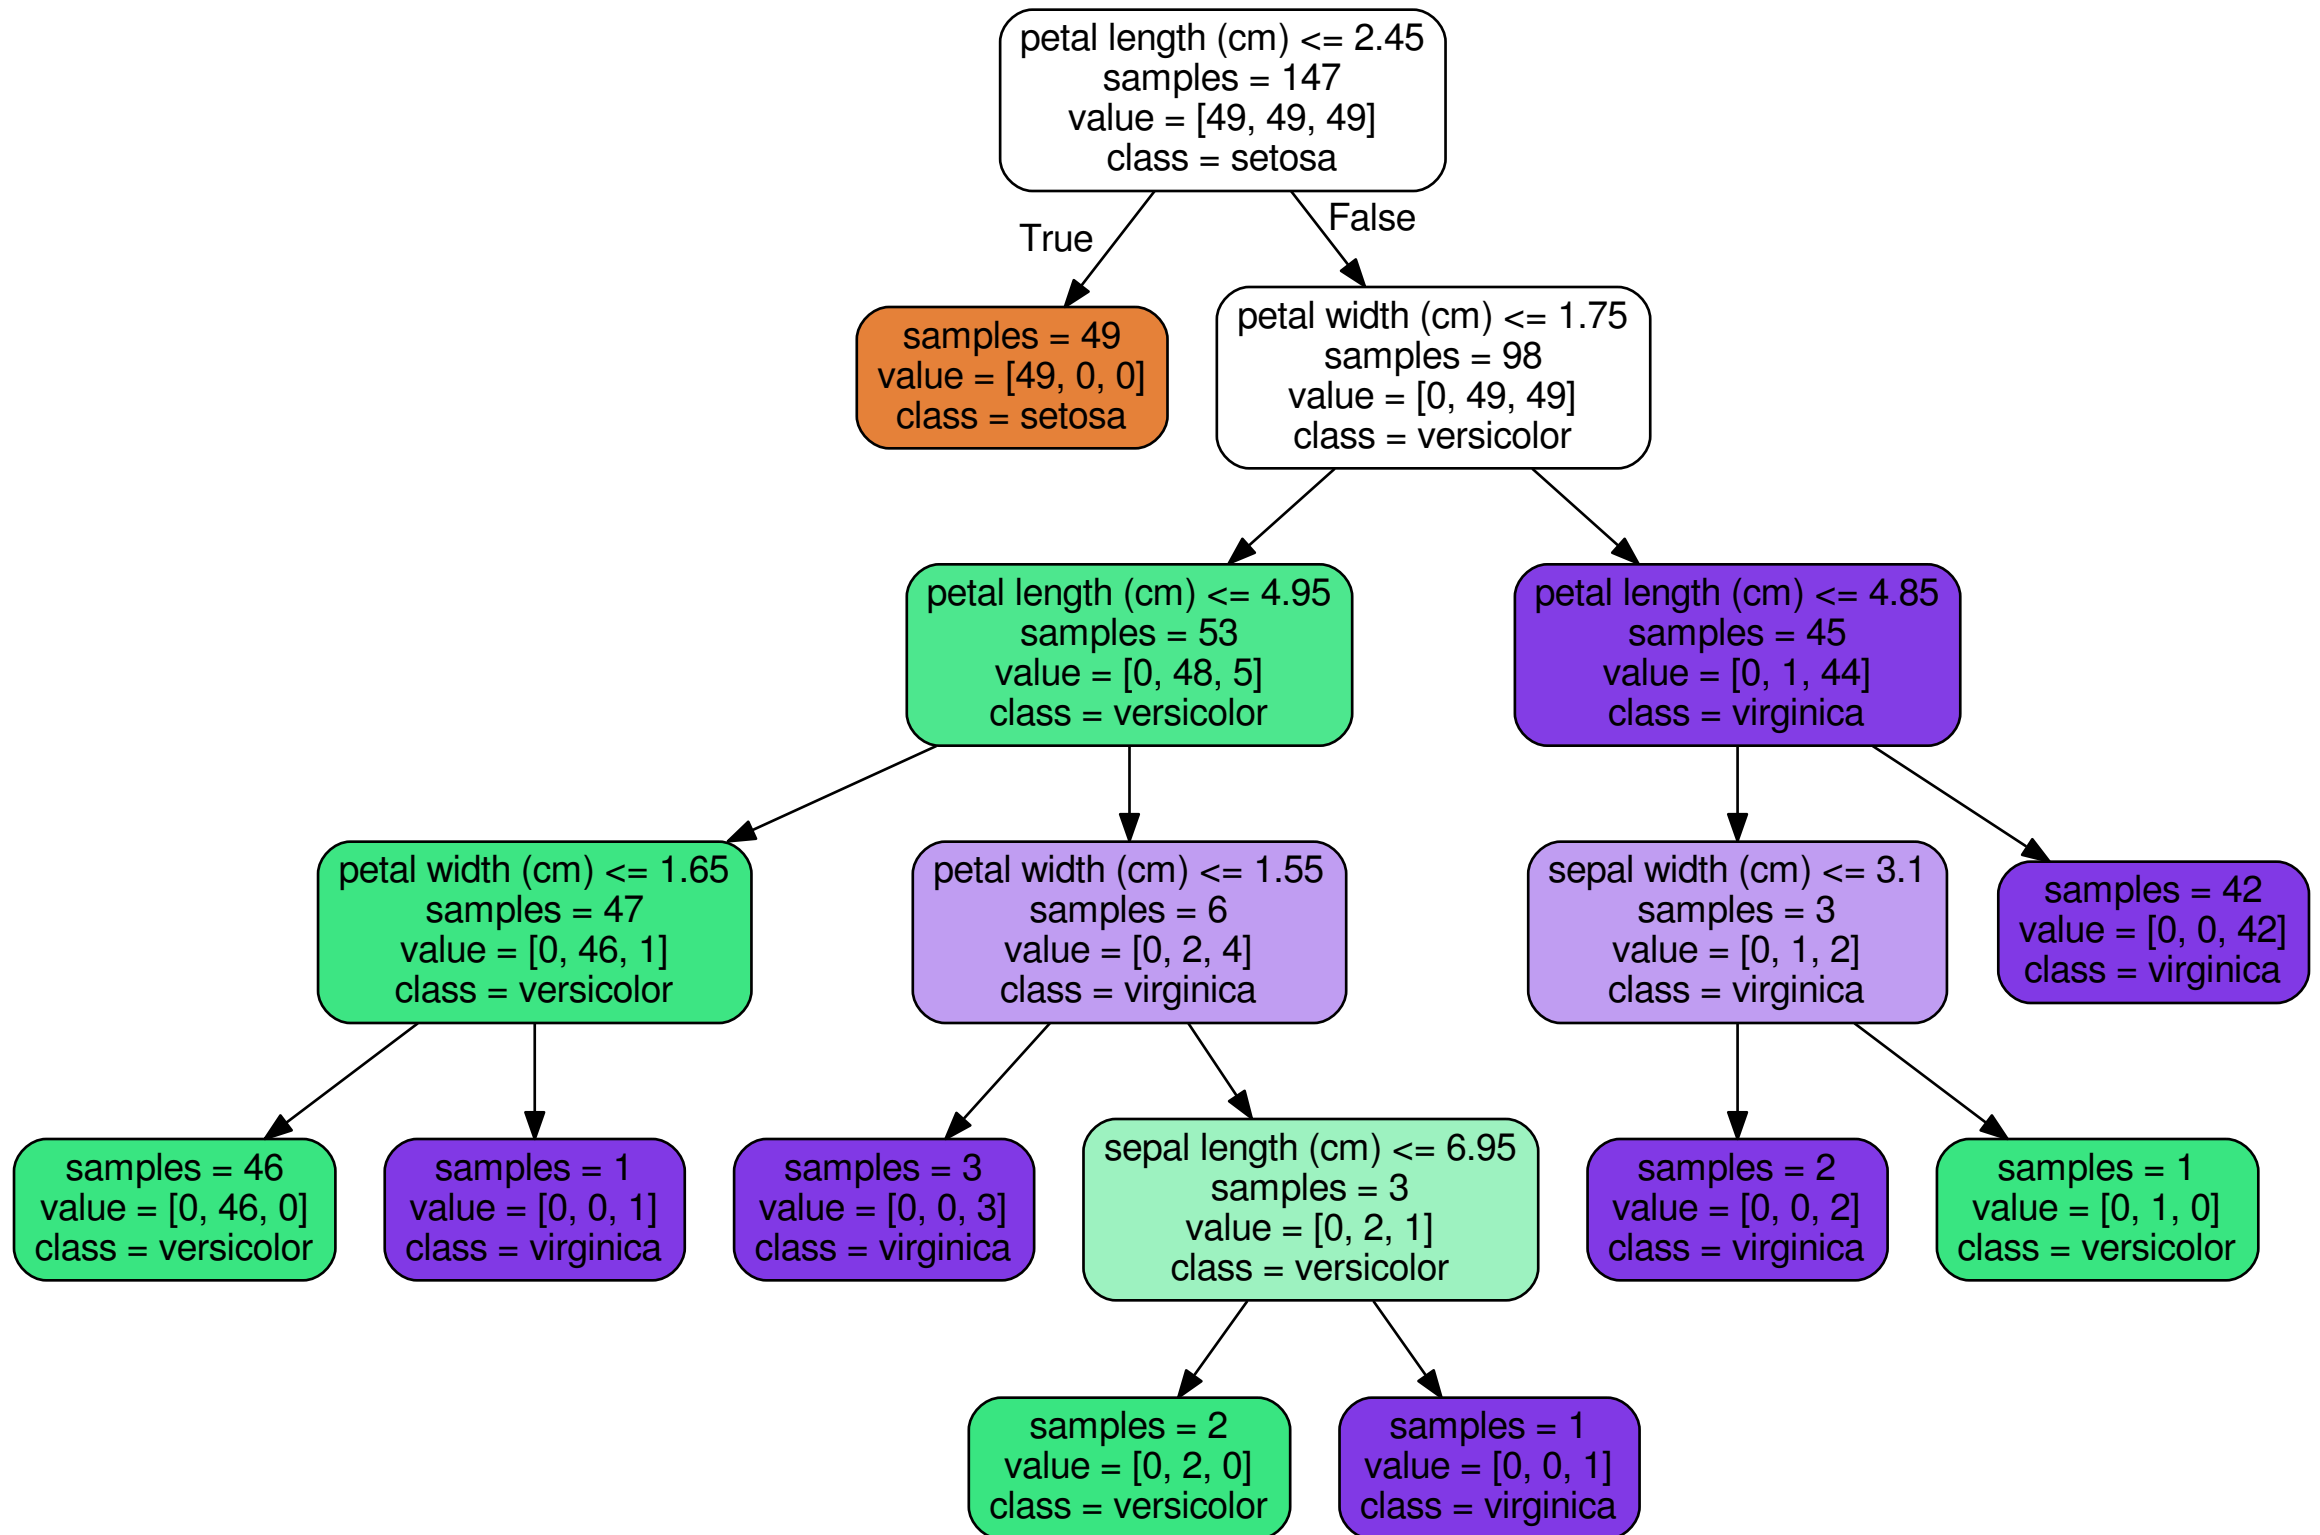 petal length (cm) <= 2.45
samples = 147
value = [49, 49, 49]
class = setosa
True
False
samples = 49
value = [49, 0, 0]
class = setosa
petal width (cm) <= 1.75
samples = 98
value = [0, 49, 49]
class = versicolor
petal length (cm) <= 4.95
samples = 53
value = [0, 48, 5]
class = versicolor
petal length (cm) <= 4.85
samples = 45
value = [0, 1, 44]
class = virginica
petal width (cm) <= 1.65
samples = 47
value = [0, 46, 1]
class = versicolor
petal width (cm) <= 1.55
samples = 6
value = [0, 2, 4]
class = virginica
sepal width (cm) <= 3.1
samples = 3
value = [0, 1, 2]
class = virginica
samples = 42
value = [0, 0, 42]
class = virginica
samples = 46
value = [0, 46, 0]
class = versicolor
samples = 1
value = [0, 0, 1]
class = virginica
samples = 3
value = [0, 0, 3]
class = virginica
sepal length (cm) <= 6.95
samples = 3
value = [0, 2, 1]
class = versicolor
samples = 2
value = [0, 0, 2]
class = virginica
samples = 1
value = [0, 1, 0]
class = versicolor
samples = 2
value = [0, 2, 0]
class = versicolor
samples = 1
value = [0, 0, 1]
class = virginica